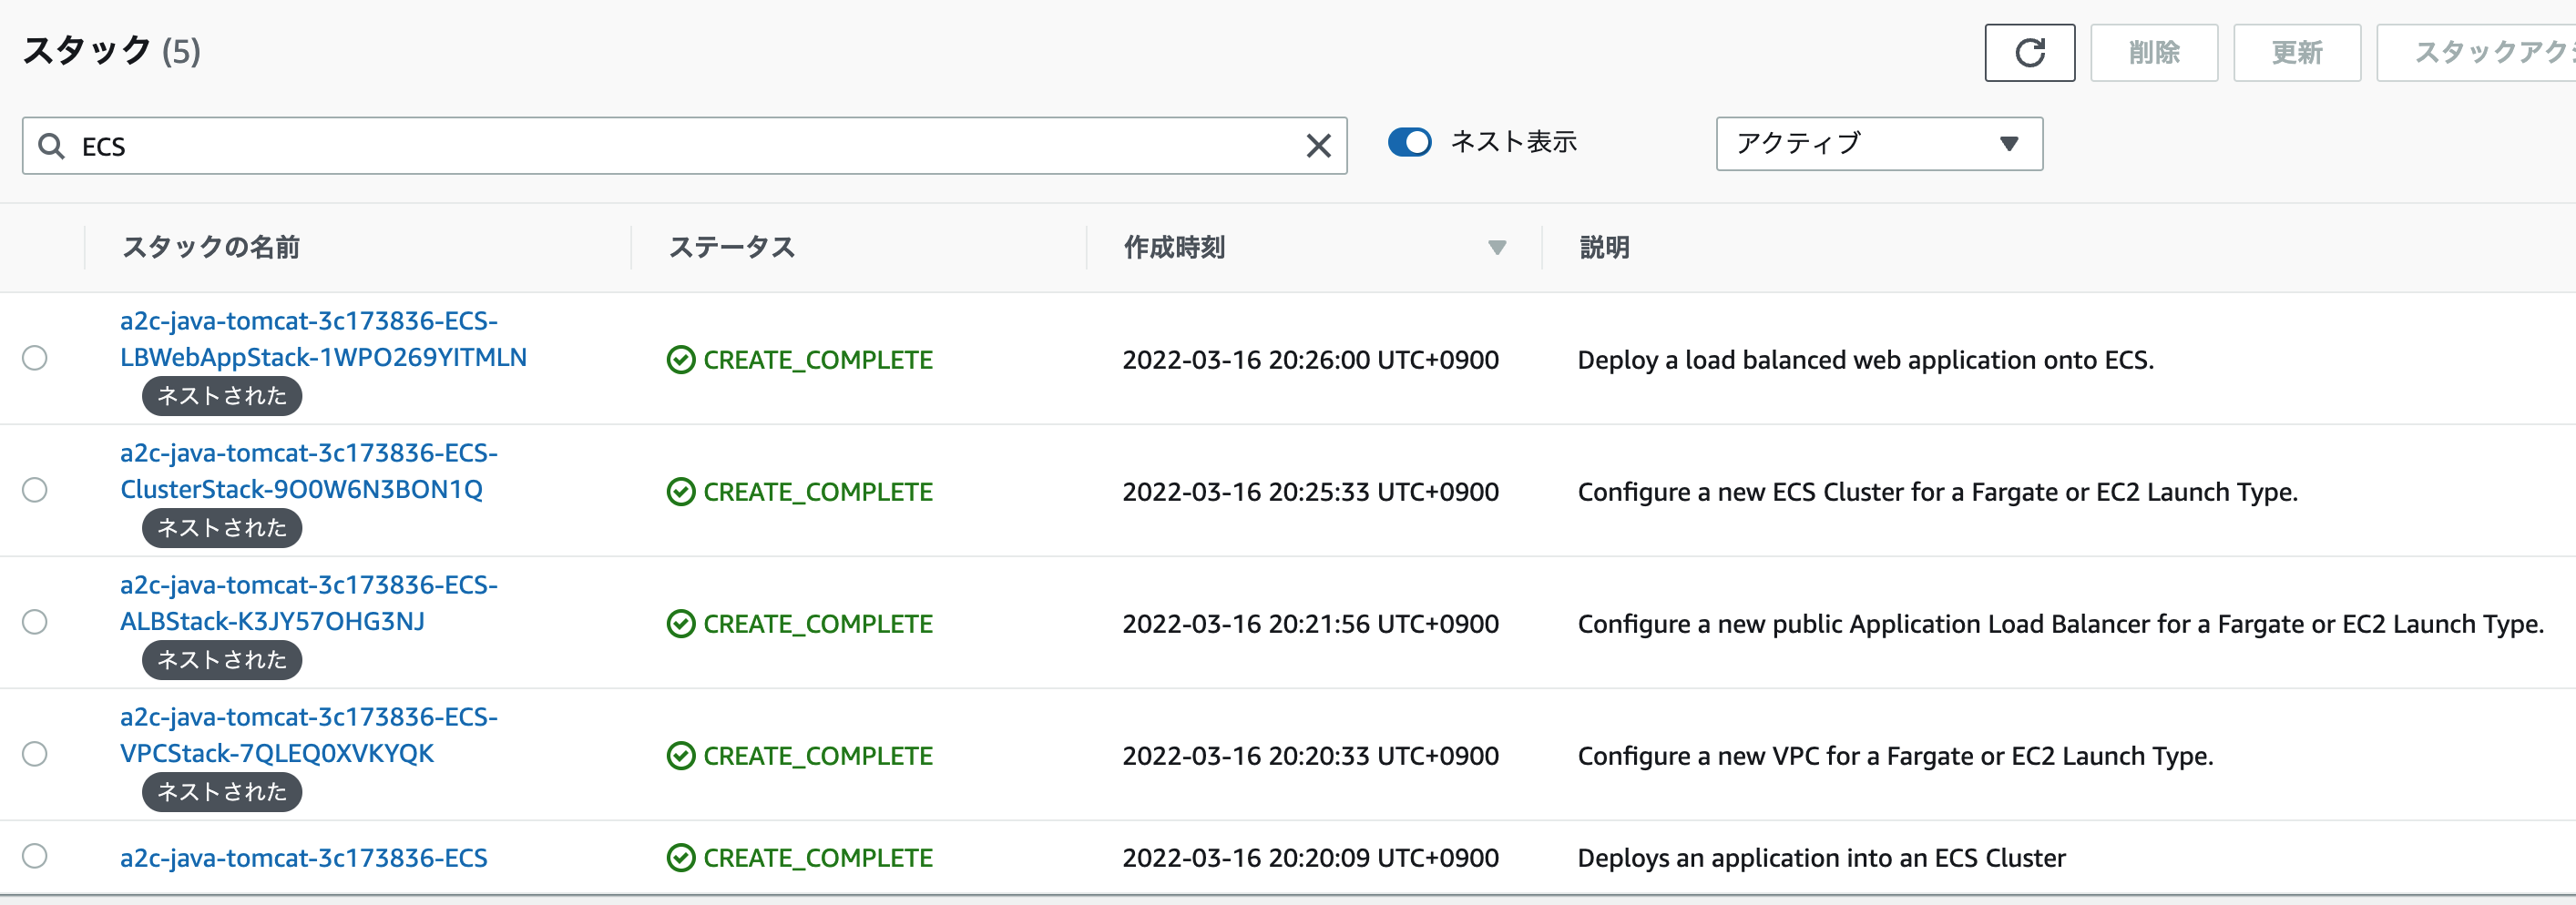 スタック (5)
削除
更新
スタックアク
ECS
ネスト表示
アクティブ
スタックの名前
ステータス
作成時刻
説明
a2c-java-tomcat-3c173836-ECS-
LBWebAppStack-1WPO269YITMLN
ネストされた
CREATE_COMPLETE
2022-03-16 20:26:00 UTC+0900
Deploy a load balanced web application onto ECS.
a2c-java-tomcat-3c173836-ECS-
ClusterStack-9O0W6N3BON1Q
ネストされた
CREATE_COMPLETE
2022-03-16 20:25:33 UTC+0900
Configure a new ECS Cluster for a Fargate or EC2 Launch Type.
a2c-java-tomcat-3c173836-ECS-
ALBStack-K3JY57OHG3NJ
ネストされた
CREATE_COMPLETE
2022-03-16 20:21:56 UTC+0900
Configure a new public Application Load Balancer for a Fargate or EC2 Launch Type.
a2c-java-tomcat-3c173836-ECS-
VPCStack-7QLEQ0XVKYQK
ネストされた
CREATE_COMPLETE
2022-03-16 20:20:33 UTC+0900
Configure a new VPC for a Fargate or EC2 Launch Type.
a2c-java-tomcat-3c173836-ECS
CREATE_COMPLETE
2022-03-16 20:20:09 UTC+0900
Deploys an application into an ECS Cluster